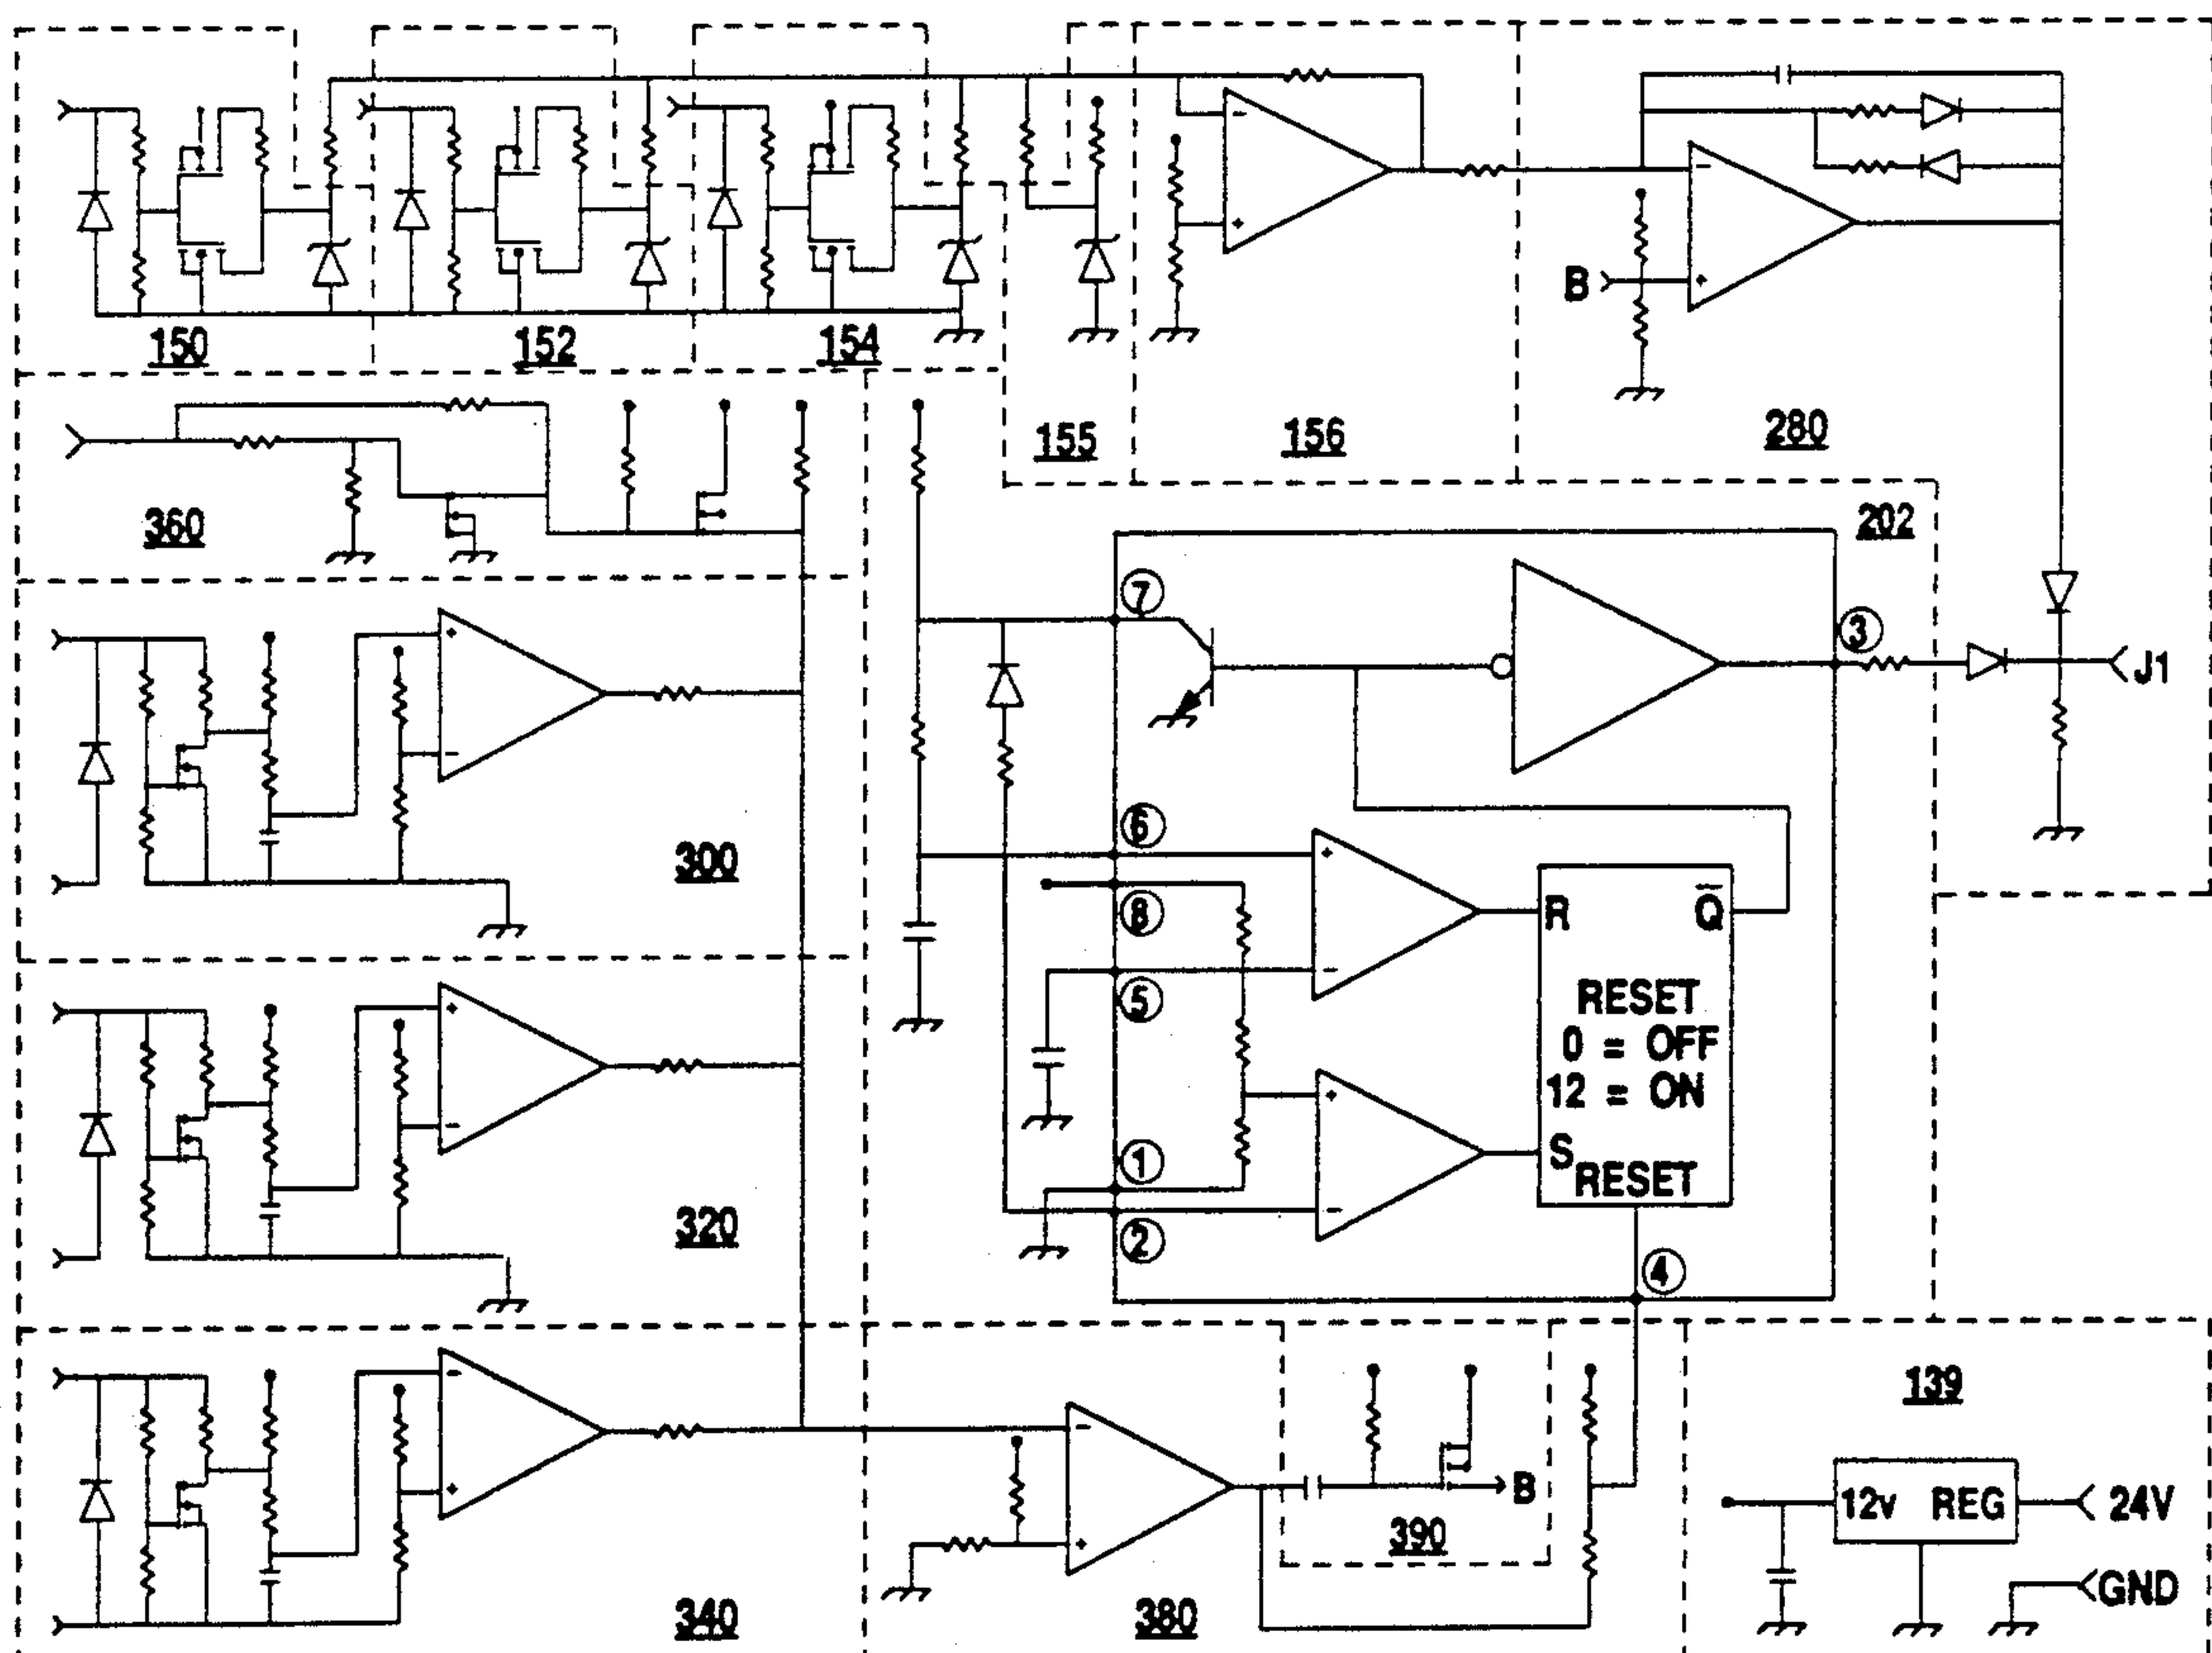 150
152
154
155
156
B
280
360
202
7
3
J1
300
6
8
5
R Q̅
RESET
0 = OFF
12 = ON
1
S
RESET
2
4
320
139
340
380
390
B
12v REG
24V
GND